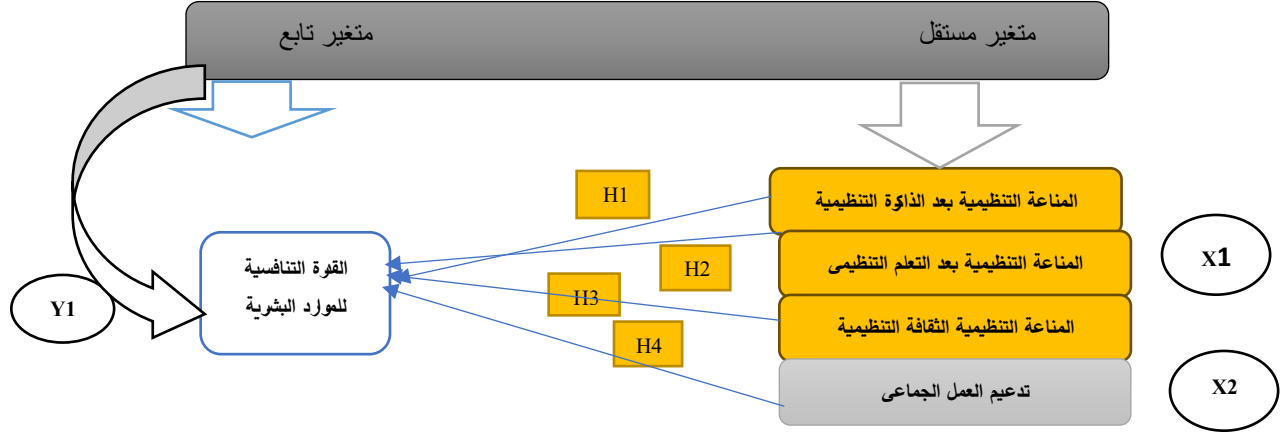 متغير مستقل
متغير تابع
H1
المناعة التنظيمية بعد الذاكرة التنظيمية
X1
H2
المناعة التنظيمية بعد التعلم التنظيمى
القدرة التنافسية
للموارد البشرية
Y1
H3
المناعة التنظيمية الثقافة التنظيمية
H4
تدعيم العمل الجماعى
X2